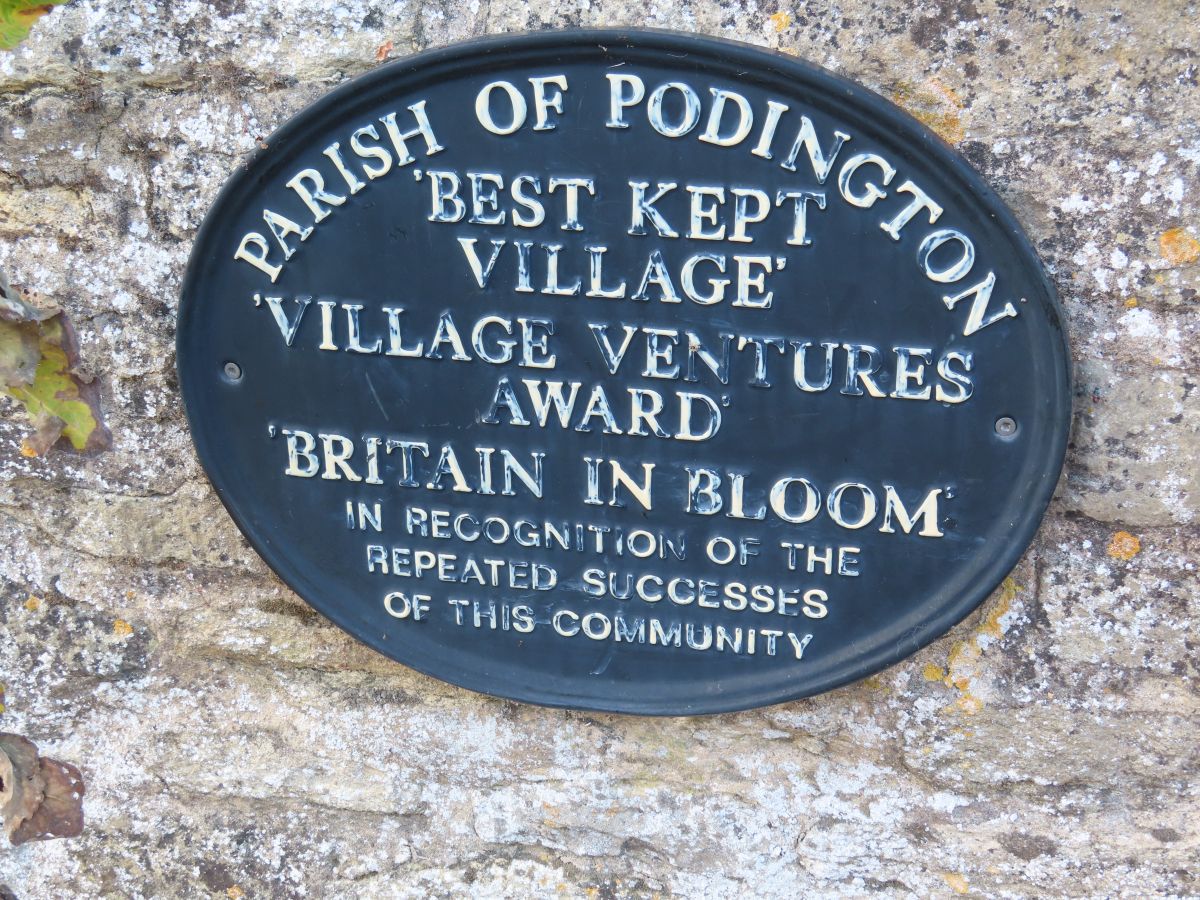 PARISH OF PODINGTON
'BEST KEPT
VILLAGE'
'VILLAGE VENTURES
AWARD'
'BRITAIN IN BLOOM'
IN RECOGNITION OF THE
REPEATED SUCCESSES
OF THIS COMMUNITY